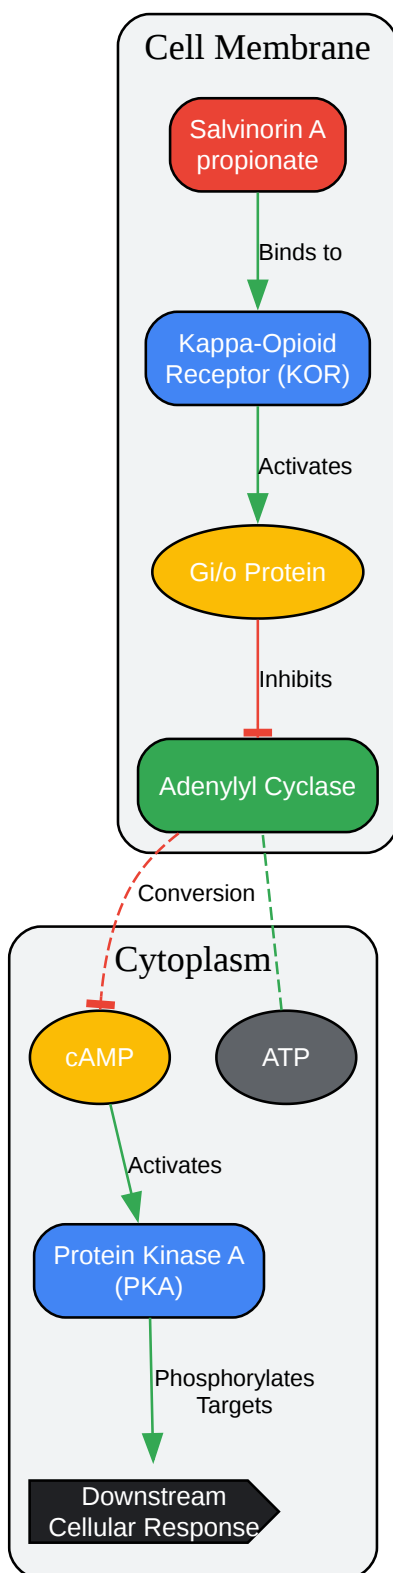 Cell Membrane
Salvinorin A
propionate
Binds to
Kappa-Opioid
Receptor (KOR)
Activates
Gi/o Protein
Inhibits
Adenylyl Cyclase
Conversion
Cytoplasm
cAMP
ATP
Activates
Protein Kinase A
(PKA)
Phosphorylates
Targets
Downstream
Cellular Response